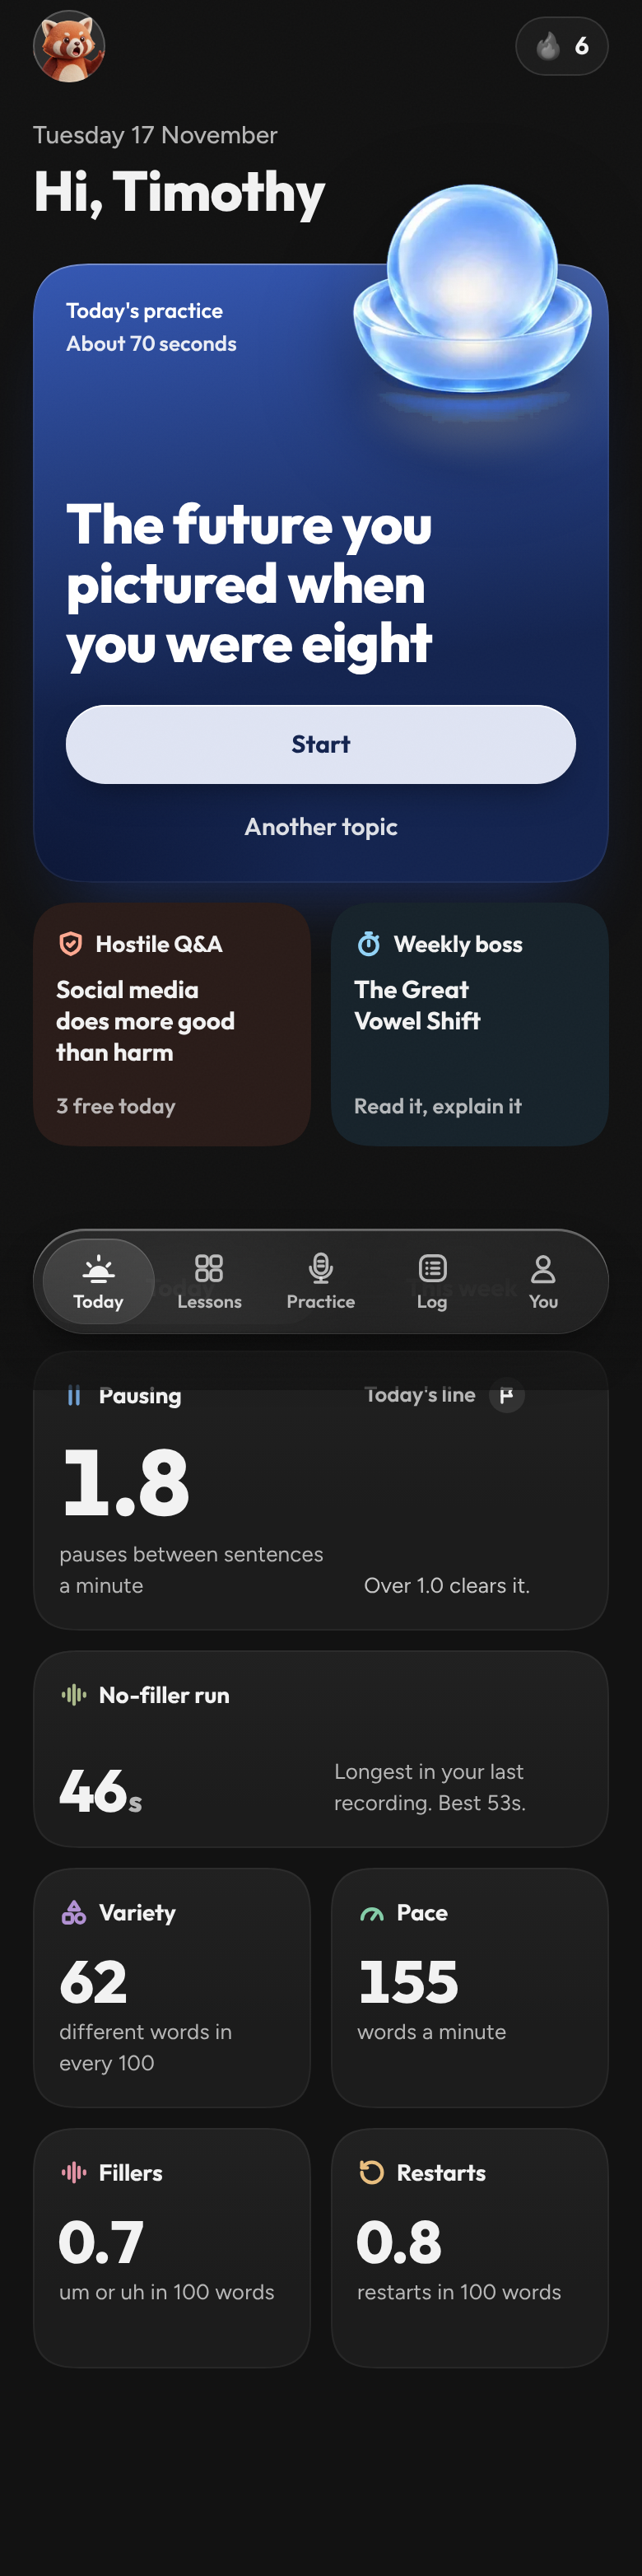 6
Tuesday 17 November
Hi, Timothy
Today's practice
About 70 seconds
The future you
pictured when
you were eight
Start
Another topic
Hostile Q&A
Social media
does more good
than harm
3 free today
Weekly boss
The Great
Vowel Shift
Read it, explain it
Today
This week
Today
Lessons
Practice
Log
You
Pausing
Today's line
1.8
pauses between sentences
a minute
Over 1.0 clears it.
No-filler run
46s
Longest in your last
recording. Best 53s.
Variety
62
different words in
every 100
Pace
155
words a minute
Fillers
0.7
um or uh in 100 words
Restarts
0.8
restarts in 100 words